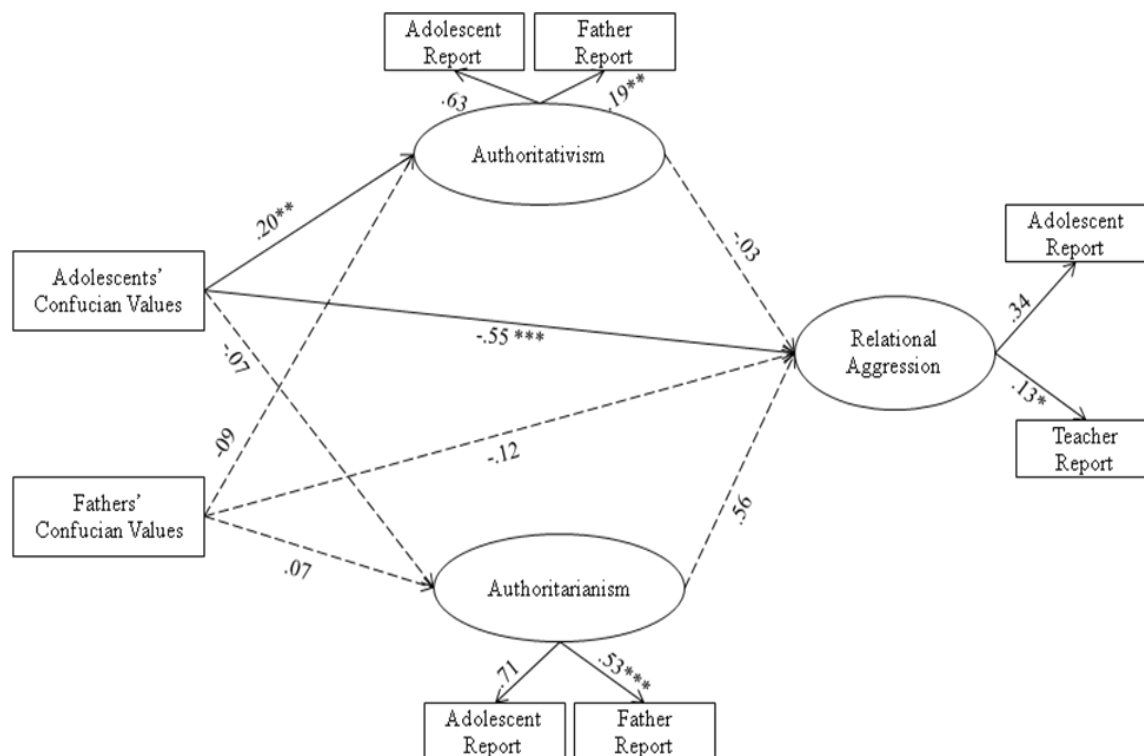 Adolescent
Report
Father
Report
.63
.19**
Authoritativism
.20**
-.03
Adolescent
Report
Adolescents'
Confucian Values
.34
-.55 ***
Relational
Aggression
-.07
.13*
-.09
Teacher
Report
-.12
Fathers'
Confucian Values
.56
.07
Authoritarianism
.71
.53***
Adolescent
Report
Father
Report